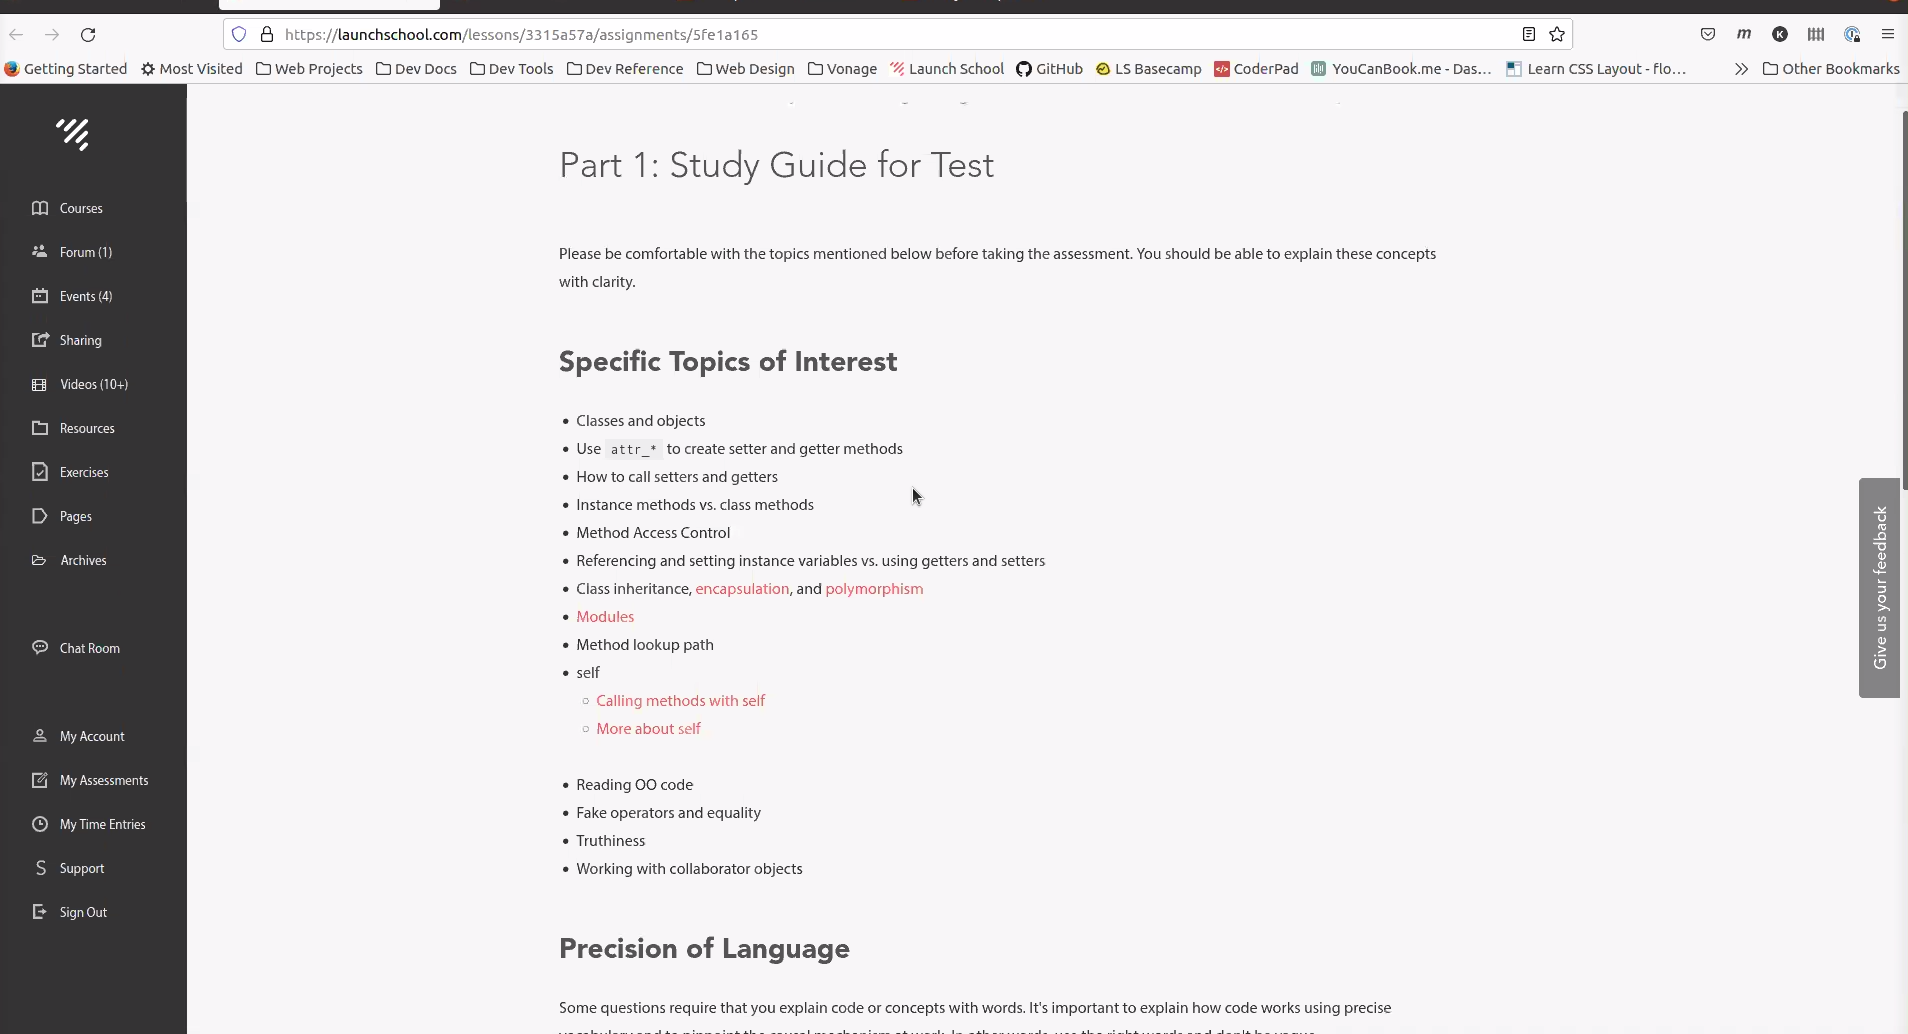 https://launchschool.com/lessons/3315a57a/assignments/5fe1a165
m K
Getting Started Most Visited Web Projects Dev Docs Dev Tools Dev Reference Web Design Vonage Launch School GitHub LS Basecamp CoderPad YouCanBook.me - Das… Learn CSS Layout - flo… Other Bookmarks
Courses
Forum (1)
Events (4)
Sharing
Videos (10+)
Resources
Exercises
Pages
Archives
Chat Room
My Account
My Assessments
My Time Entries
Support
Sign Out
Part 1: Study Guide for Test
Please be comfortable with the topics mentioned below before taking the assessment. You should be able to explain these concepts
with clarity.
Specific Topics of Interest
• Classes and objects
• Use attr_* to create setter and getter methods
• How to call setters and getters
• Instance methods vs. class methods
• Method Access Control
• Referencing and setting instance variables vs. using getters and setters
• Class inheritance, encapsulation, and polymorphism
• Modules
• Method lookup path
• self
◦ Calling methods with self
◦ More about self
• Reading OO code
• Fake operators and equality
• Truthiness
• Working with collaborator objects
Precision of Language
Some questions require that you explain code or concepts with words. It's important to explain how code works using precise
Give us your feedback